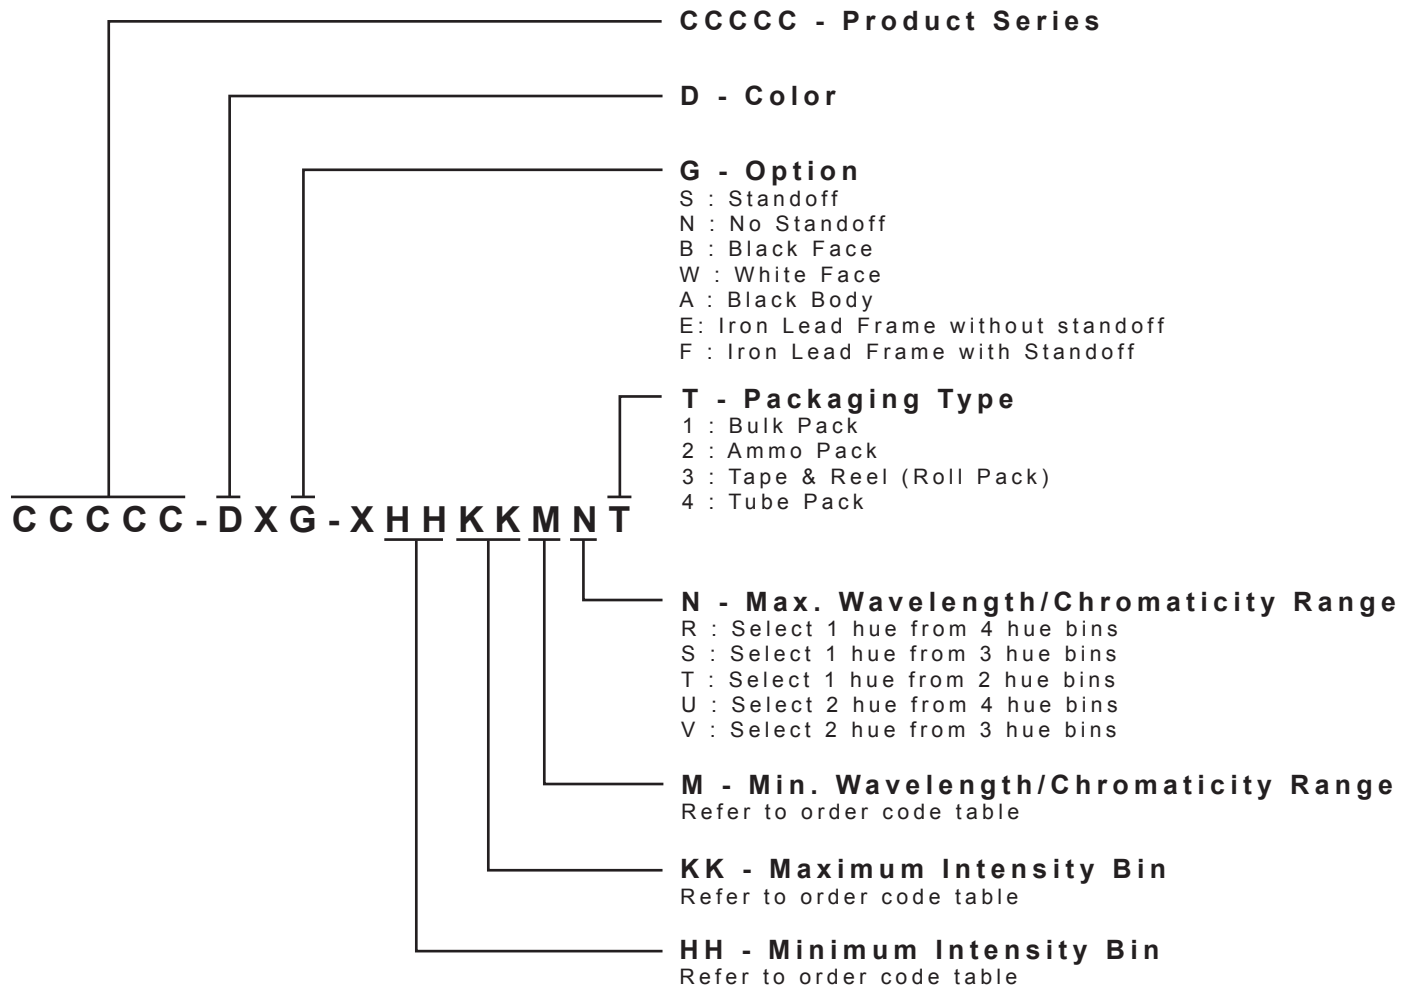 CCCCC - Product Series
D - Color
G - Option
S : Standoff
N : No Standoff
B : Black Face
W : White Face
A : Black Body
E: Iron Lead Frame without standoff
F : Iron Lead Frame with Standoff
T - Packaging Type
1 : Bulk Pack
2 : Ammo Pack
3 : Tape & Reel (Roll Pack)
4 : Tube Pack
CCCCC-DXG-XHHKKMNT
N - Max. Wavelength/Chromaticity Range
R : Select 1 hue from 4 hue bins
S : Select 1 hue from 3 hue bins
T : Select 1 hue from 2 hue bins
U : Select 2 hue from 4 hue bins
V : Select 2 hue from 3 hue bins
M - Min. Wavelength/Chromaticity Range
Refer to order code table
KK - Maximum Intensity Bin
Refer to order code table
HH - Minimum Intensity Bin
Refer to order code table